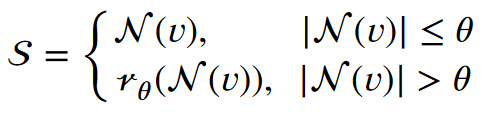 𝒮 = { 𝒩(v), |𝒩(v)| ≤ θ
𝓇_θ(𝒩(v)), |𝒩(v)| > θ